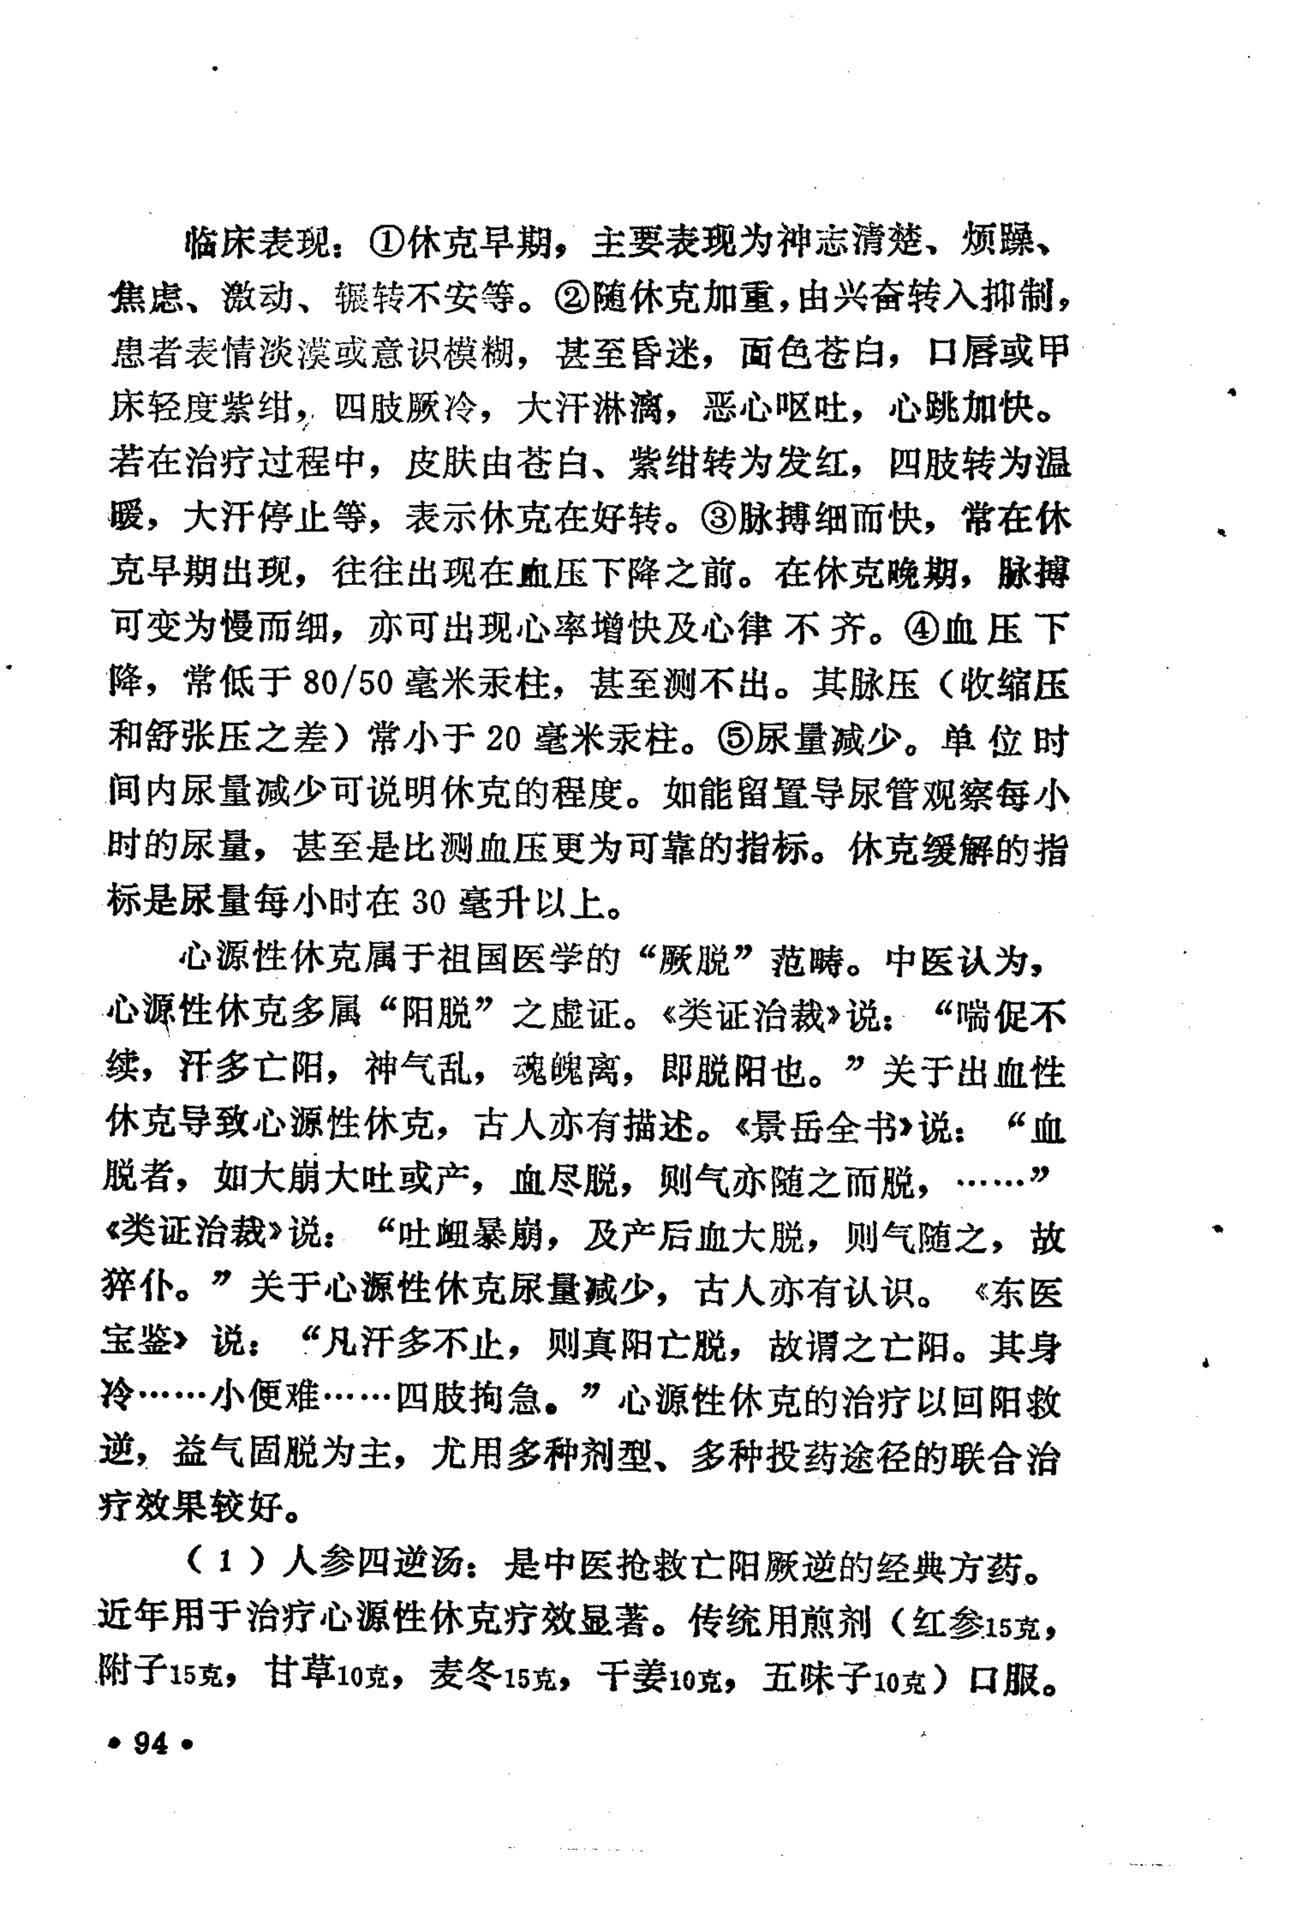 临床表现：①休克早期，主要表现为神志清楚、烦躁、
焦虑、激动、辗转不安等。②随休克加重，由兴奋转入抑制，
患者表情淡漠或意识模糊，甚至昏迷，面色苍白，口唇或甲
床轻度紫绀，四肢厥冷，大汗淋漓，恶心呕吐，心跳加快。
若在治疗过程中，皮肤由苍白、紫绀转为发红，四肢转为温
暖，大汗停止等，表示休克在好转。③脉搏细而快，常在休
克早期出现，往往出现在血压下降之前。在休克晚期，脉搏
可变为慢而细，亦可出现心率增快及心律不齐。④血压下
降，常低于80/50毫米汞柱，甚至测不出。其脉压（收缩压
和舒张压之差）常小于20毫米汞柱。⑤尿量减少。单位时
间内尿量减少可说明休克的程度。如能留置导尿管观察每小
时的尿量，甚至是比测血压更为可靠的指标。休克缓解的指
标是尿量每小时在30毫升以上。
心源性休克属于祖国医学的“厥脱”范畴。中医认为，
心源性休克多属“阳脱”之虚证。《类证治裁》说：“喘促不
续，汗多亡阳，神气乱，魂魄离，即脱阳也。”关于出血性
休克导致心源性休克，古人亦有描述。《景岳全书》说：“血
脱者，如大崩大吐或产，血尽脱，则气亦随之而脱，……”
《类证治裁》说：“吐衄暴崩，及产后血大脱，则气随之，故
猝仆。”关于心源性休克尿量减少，古人亦有认识。《东医
宝鉴》说：“凡汗多不止，则真阳亡脱，故谓之亡阳。其身
冷……小便难……四肢拘急。”心源性休克的治疗以回阳救
逆，益气固脱为主，尤用多种剂型、多种投药途径的联合治
疗效果较好。
（1）人参四逆汤：是中医抢救亡阳厥逆的经典方药。
近年用于治疗心源性休克疗效显著。传统用煎剂（红参15克，
附子15克，甘草10克，麦冬15克，干姜10克，五味子10克）口服。
•94•